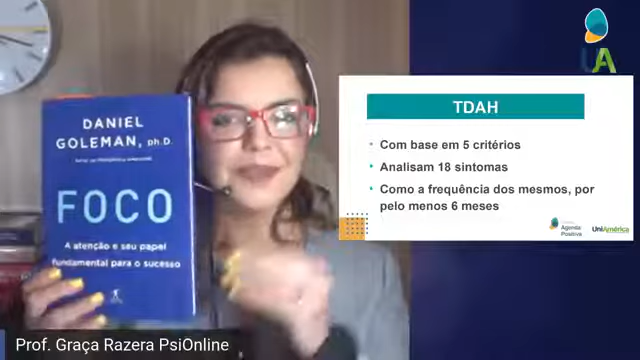 DANIEL
GOLEMAN, ph.D.
FOCO
A atenção e seu papel
fundamental para o sucesso
UA
TDAH
• Com base em 5 critérios
• Analisam 18 sintomas
• Como a frequência dos mesmos, por
pelo menos 6 meses
Agenda
Positiva
UniAmérica
Prof. Graça Razera PsiOnline